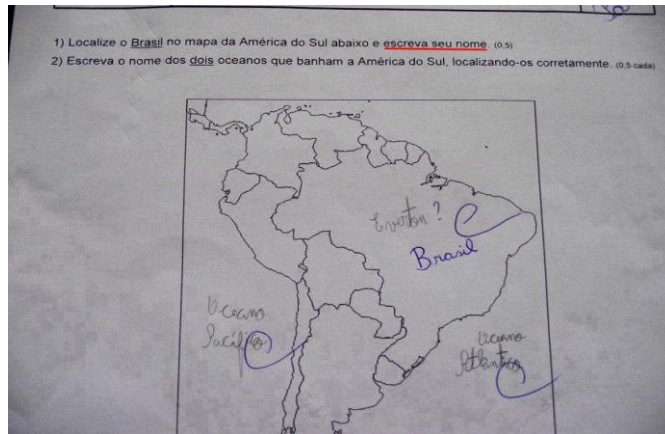 1) Localize o Brasil no mapa da América do Sul abaixo e escreva seu nome. (0,5)
2) Escreva o nome dos dois oceanos que banham a América do Sul, localizando-os corretamente. (0,5 cada)
Everton ?
Brasil
Oceano
Pacífico
Oceano
Atlântico